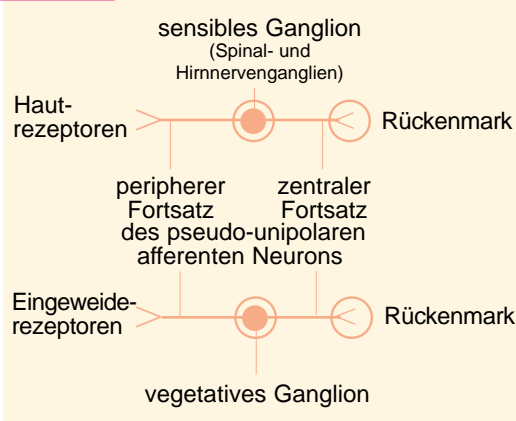 sensibles Ganglion
(Spinal- und
Hirnnervenganglien)
Haut-
rezeptoren
Rückenmark
peripherer
Fortsatz
zentraler
Fortsatz
des pseudo-unipolaren
afferenten Neurons
Eingeweide-
rezeptoren
Rückenmark
vegetatives Ganglion